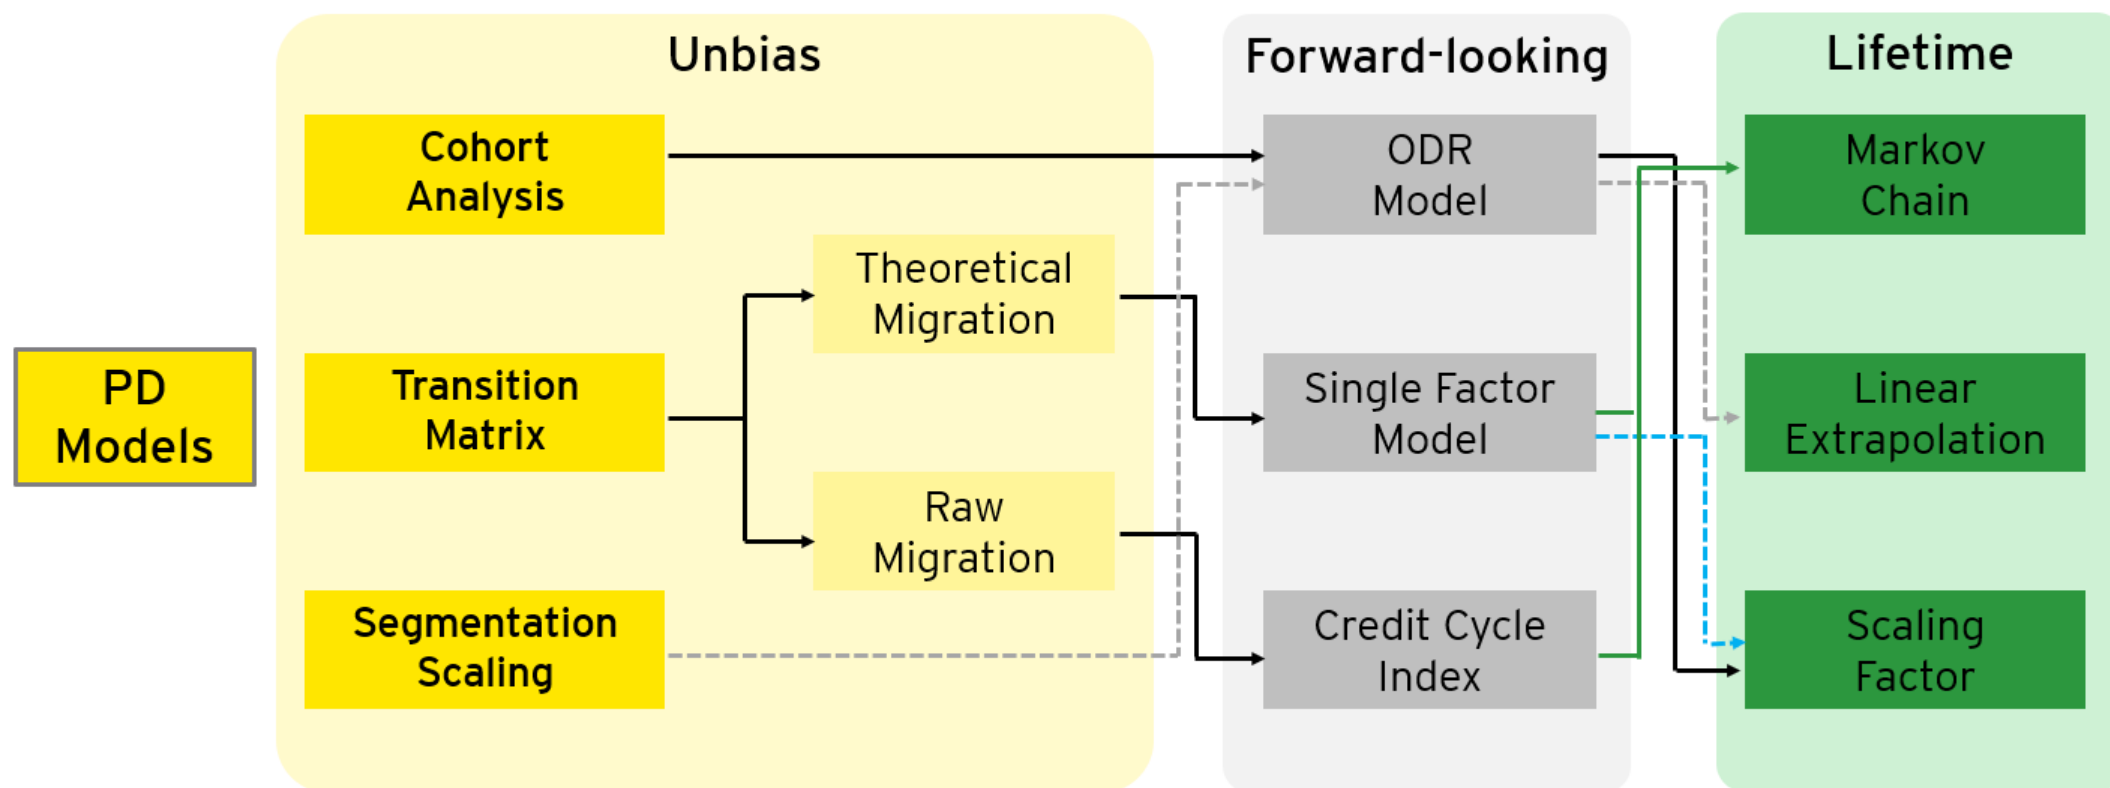 Unbias
Forward-looking
Lifetime
Cohort
Analysis
ODR
Model
Markov
Chain
Theoretical
Migration
PD
Models
Transition
Matrix
Single Factor
Model
Linear
Extrapolation
Raw
Migration
Segmentation
Scaling
Credit Cycle
Index
Scaling
Factor